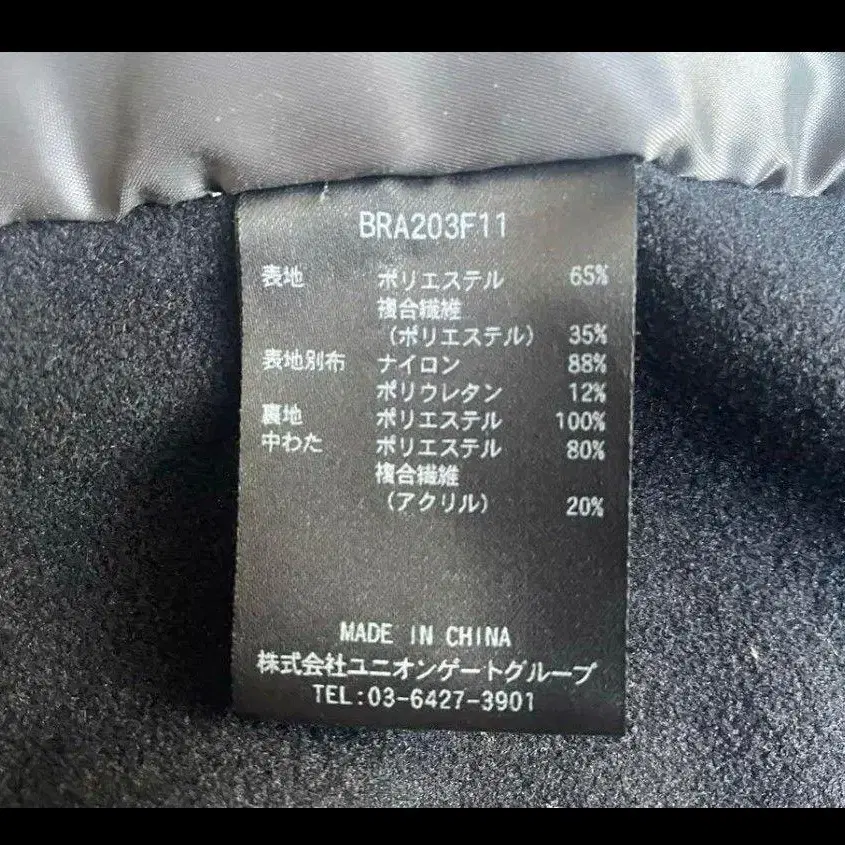 BRA203F11
表地 ポリエステル 65%
複合繊維
(ポリエステル) 35%
表地別布 ナイロン 88%
ポリウレタン 12%
裏地 ポリエステル 100%
中わた ポリエステル 80%
複合繊維
(アクリル) 20%
MADE IN CHINA
株式会社ユニオンゲートグループ
TEL:03-6427-3901